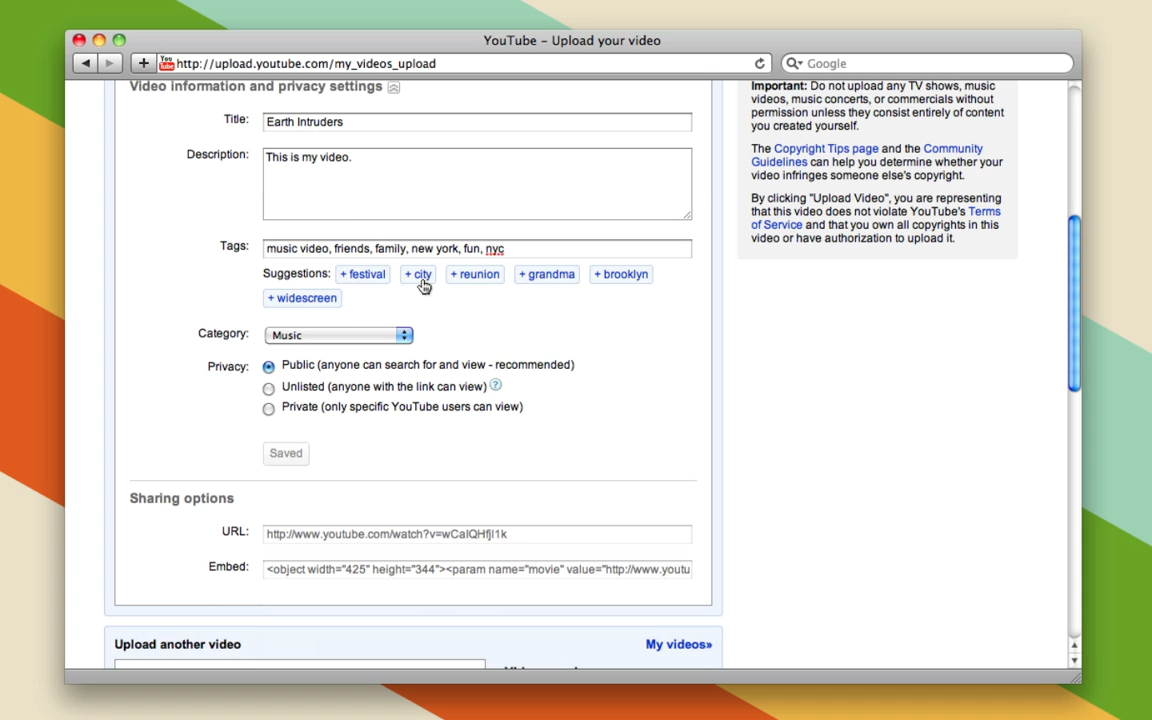 YouTube – Upload your video
http://upload.youtube.com/my_videos_upload
Google
Video information and privacy settings
Title: Earth Intruders
Description: This is my video.
Tags: music video, friends, family, new york, fun, nyc
Suggestions: + festival + city + reunion + grandma + brooklyn
+ widescreen
Category: Music
Privacy: Public (anyone can search for and view - recommended)
Unlisted (anyone with the link can view) ?
Private (only specific YouTube users can view)
Saved
Sharing options
URL: http://www.youtube.com/watch?v=wCaIQHfjI1k
Embed: <object width="425" height="344"><param name="movie" value="http://www.youtu
Upload another video My videos»
Important: Do not upload any TV shows, music
videos, music concerts, or commercials without
permission unless they consist entirely of content
you created yourself.
The Copyright Tips page and the Community
Guidelines can help you determine whether your
video infringes someone else's copyright.
By clicking "Upload Video", you are representing
that this video does not violate YouTube's Terms
of Service and that you own all copyrights in this
video or have authorization to upload it.